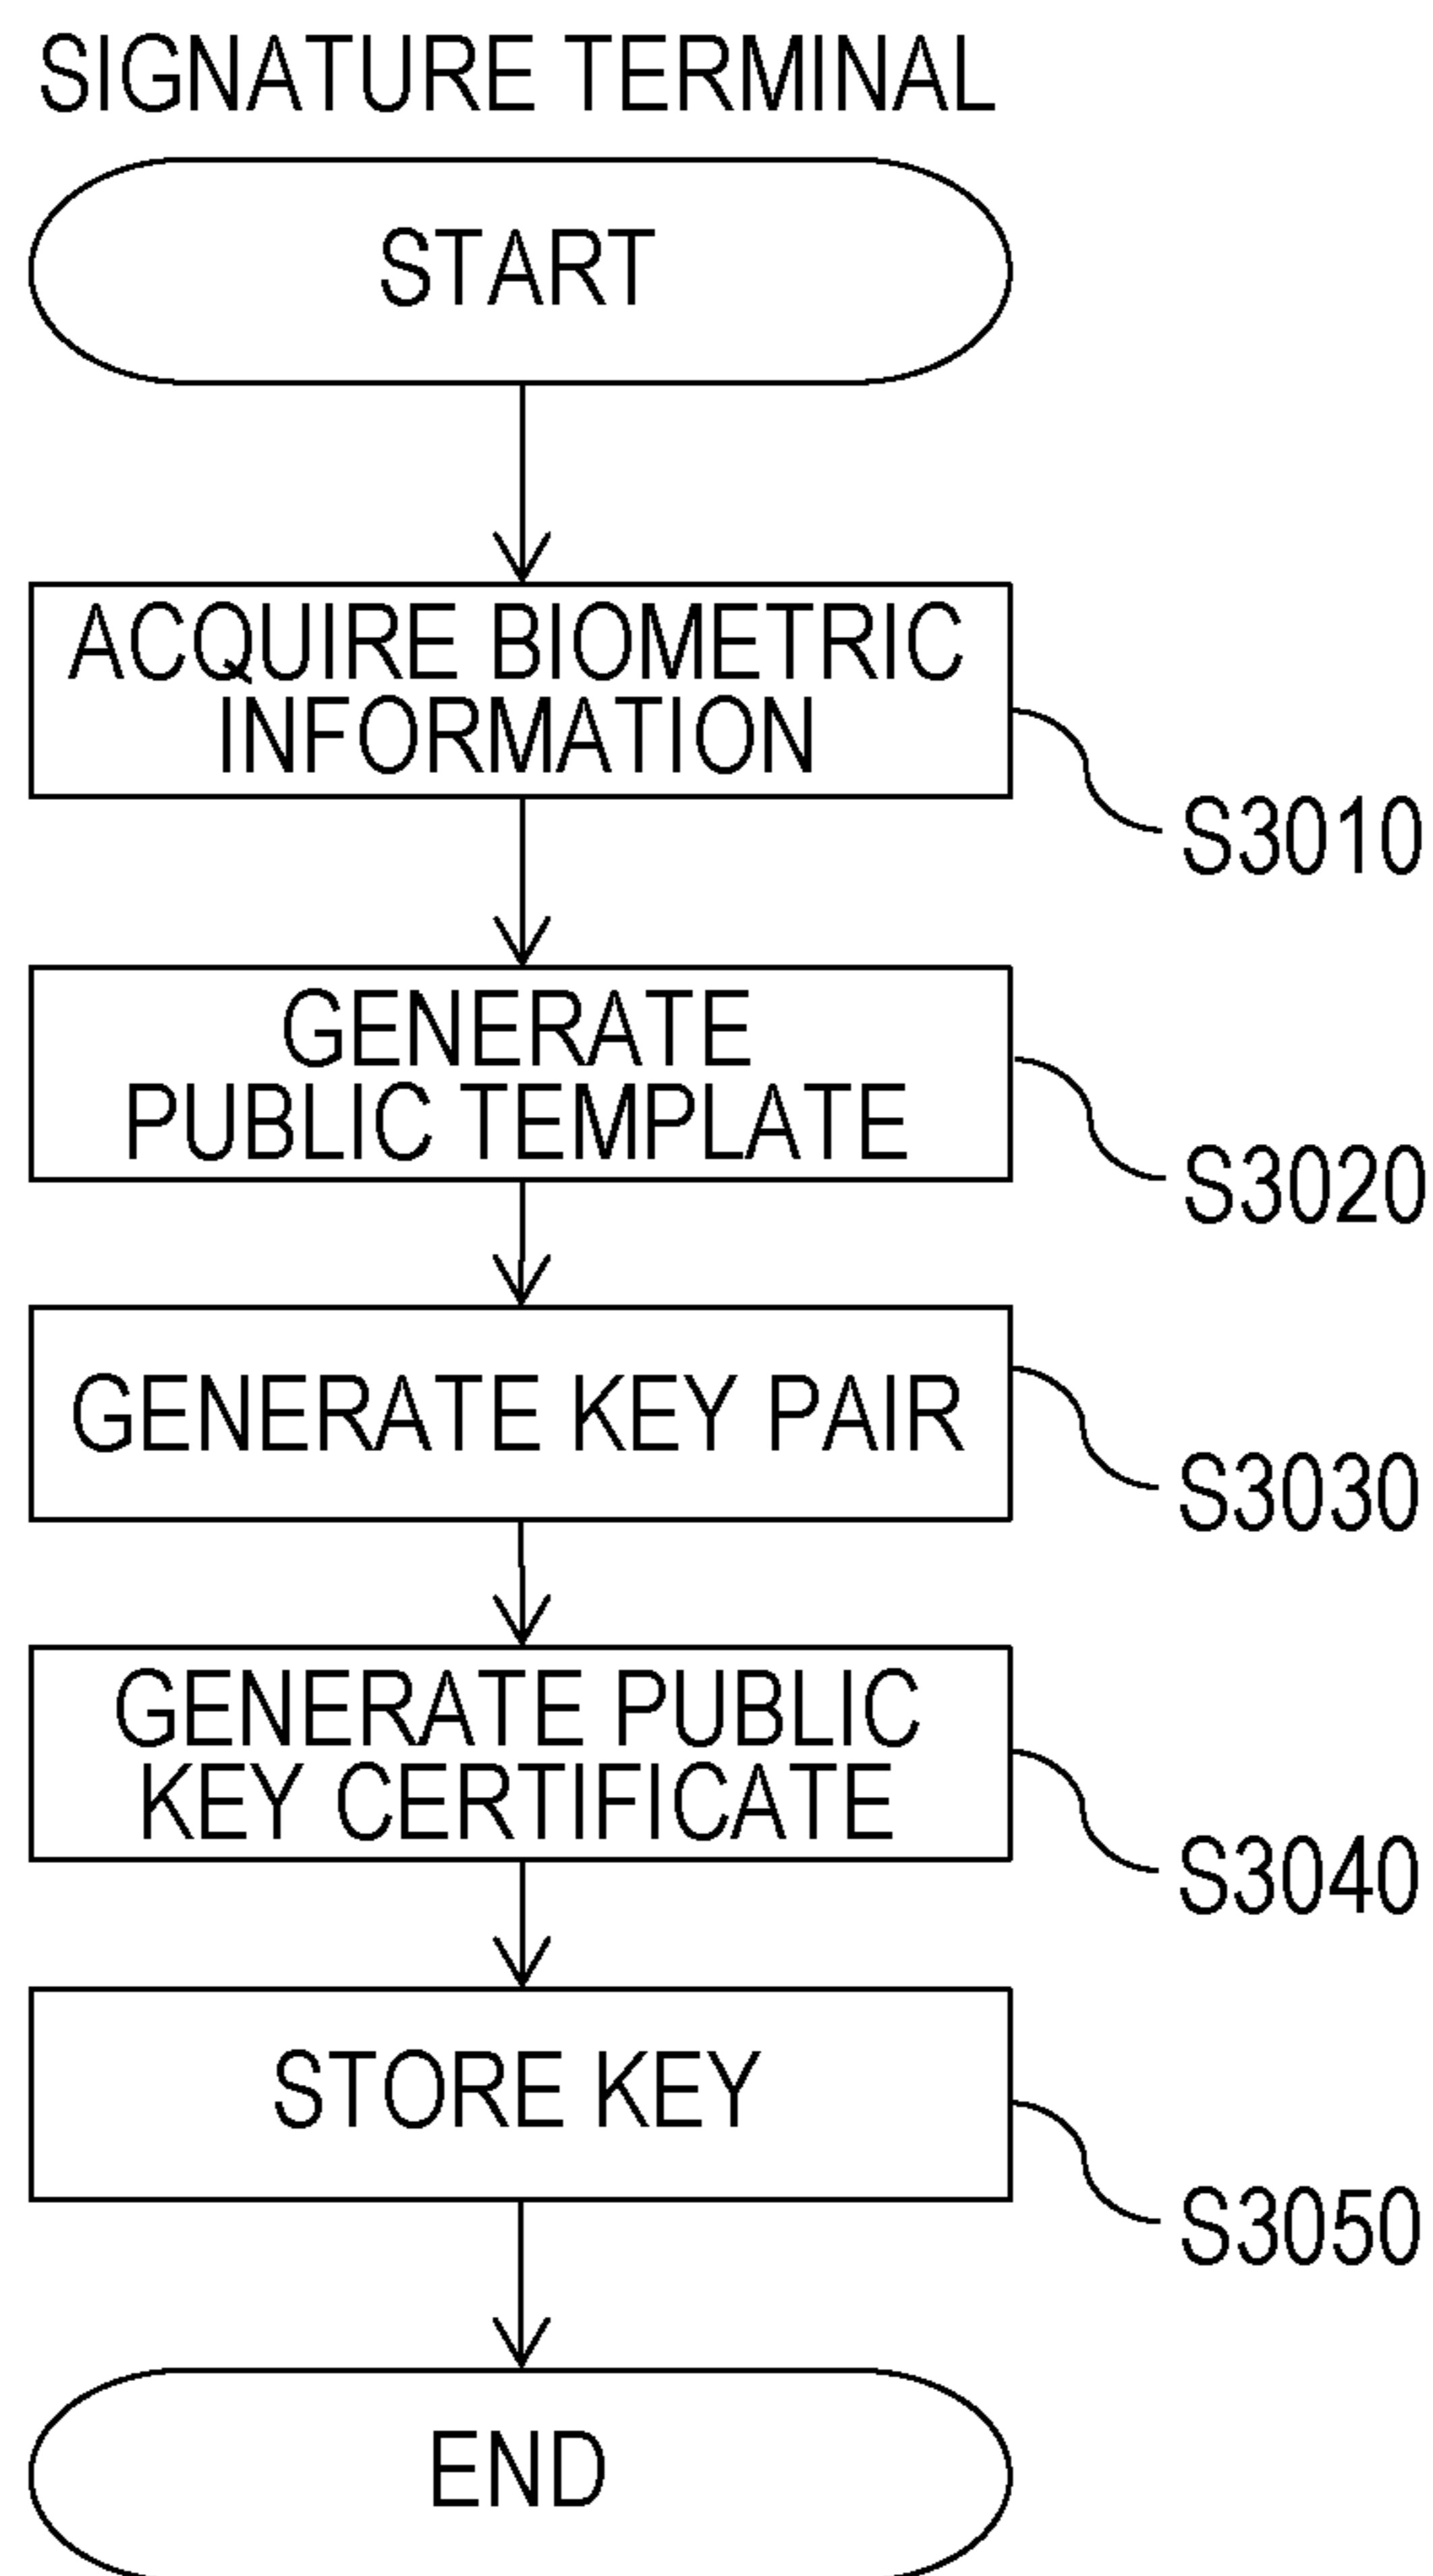 SIGNATURE TERMINAL
START
ACQUIRE BIOMETRIC
INFORMATION
S3010
GENERATE
PUBLIC TEMPLATE
S3020
GENERATE KEY PAIR
S3030
GENERATE PUBLIC
KEY CERTIFICATE
S3040
STORE KEY
S3050
END